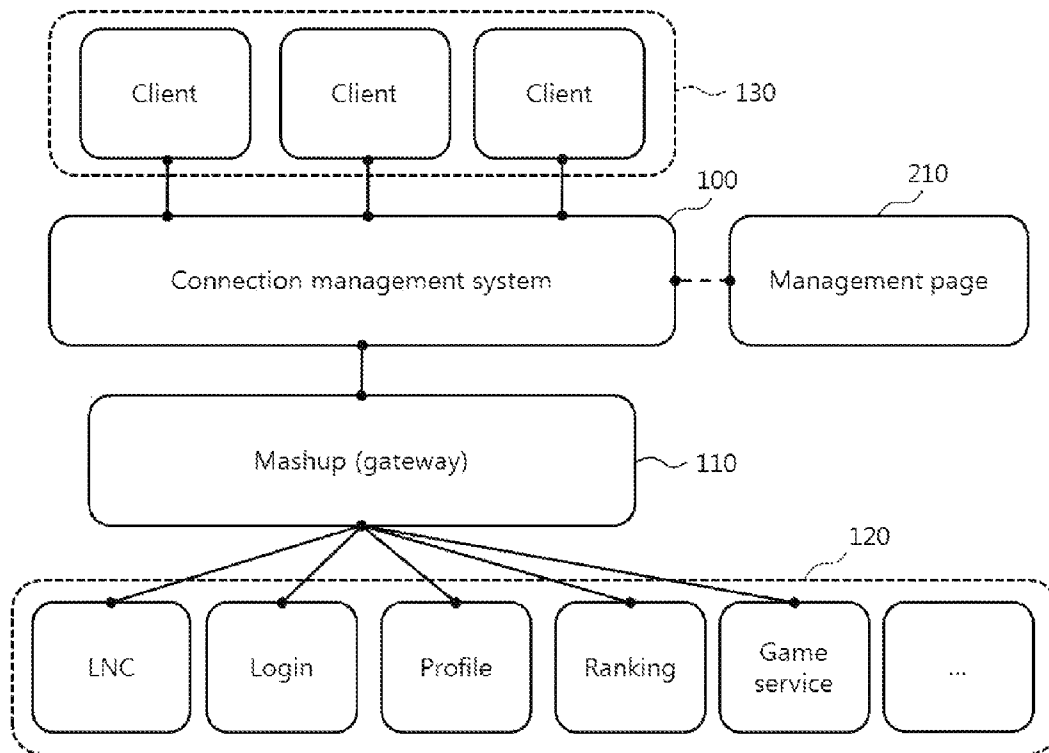 Client
Client
Client
130
100
210
Connection management system
Management page
Mashup (gateway)
110
120
LNC
Login
Profile
Ranking
Game
service
...